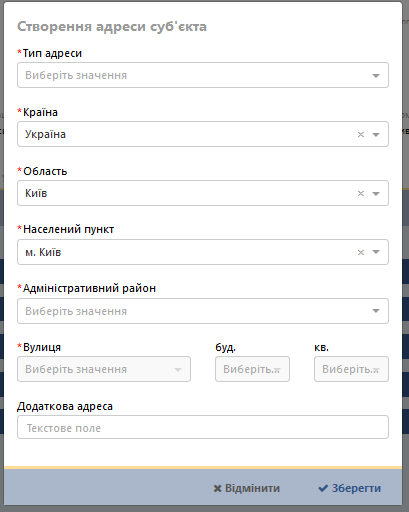 Створення адреси суб'єкта
*Тип адреси
Виберіть значення
*Країна
Україна
*Область
Київ
*Населений пункт
м. Київ
*Адміністративний район
Виберіть значення
*Вулиця буд. кв.
Виберіть значення Виберіть... Виберіть...
Додаткова адреса
Текстове поле
Відмінити Зберегти